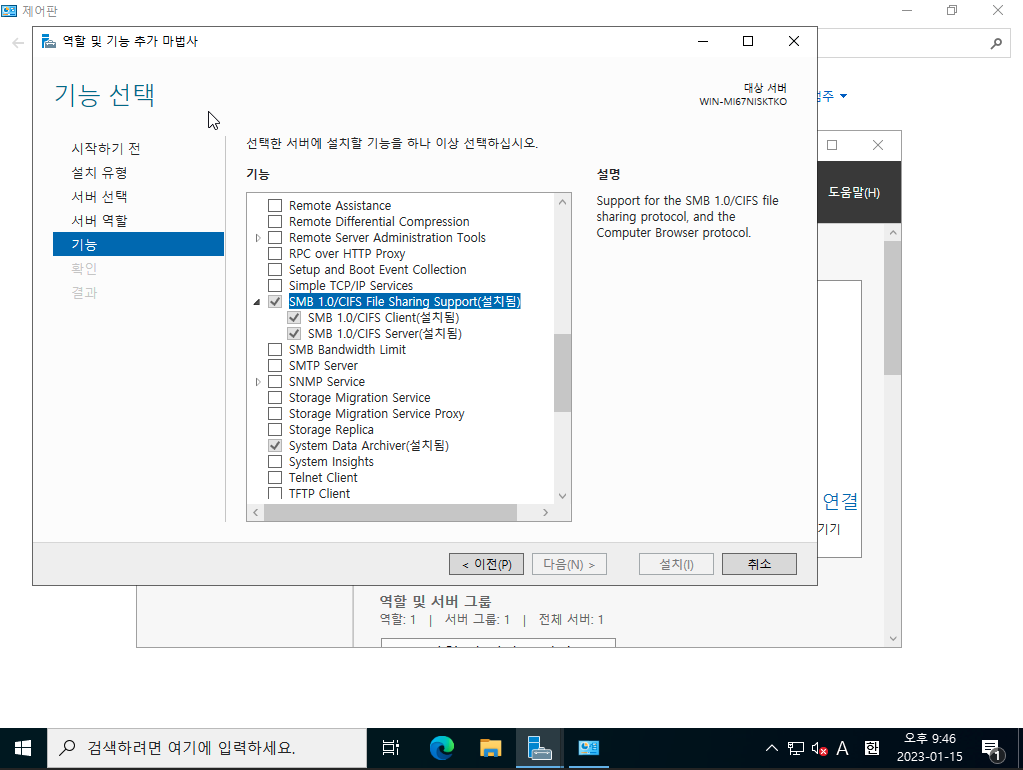 제어판
역할 및 기능 추가 마법사
기능 선택
대상 서버
WIN-MI67NISKTKO
시작하기 전
설치 유형
서버 선택
서버 역할
기능
확인
결과
선택한 서버에 설치할 기능을 하나 이상 선택하십시오.
기능
Remote Assistance
Remote Differential Compression
Remote Server Administration Tools
RPC over HTTP Proxy
Setup and Boot Event Collection
Simple TCP/IP Services
SMB 1.0/CIFS File Sharing Support(설치됨)
SMB 1.0/CIFS Client(설치됨)
SMB 1.0/CIFS Server(설치됨)
SMB Bandwidth Limit
SMTP Server
SNMP Service
Storage Migration Service
Storage Migration Service Proxy
Storage Replica
System Data Archiver(설치됨)
System Insights
Telnet Client
TFTP Client
설명
Support for the SMB 1.0/CIFS file
sharing protocol, and the
Computer Browser protocol.
< 이전(P)
다음(N) >
설치(I)
취소
도움말(H)
연결
기기
역할 및 서버 그룹
역할: 1 | 서버 그룹: 1 | 전체 서버: 1
검색하려면 여기에 입력하세요.
A
한
오후 9:46
2023-01-15
1